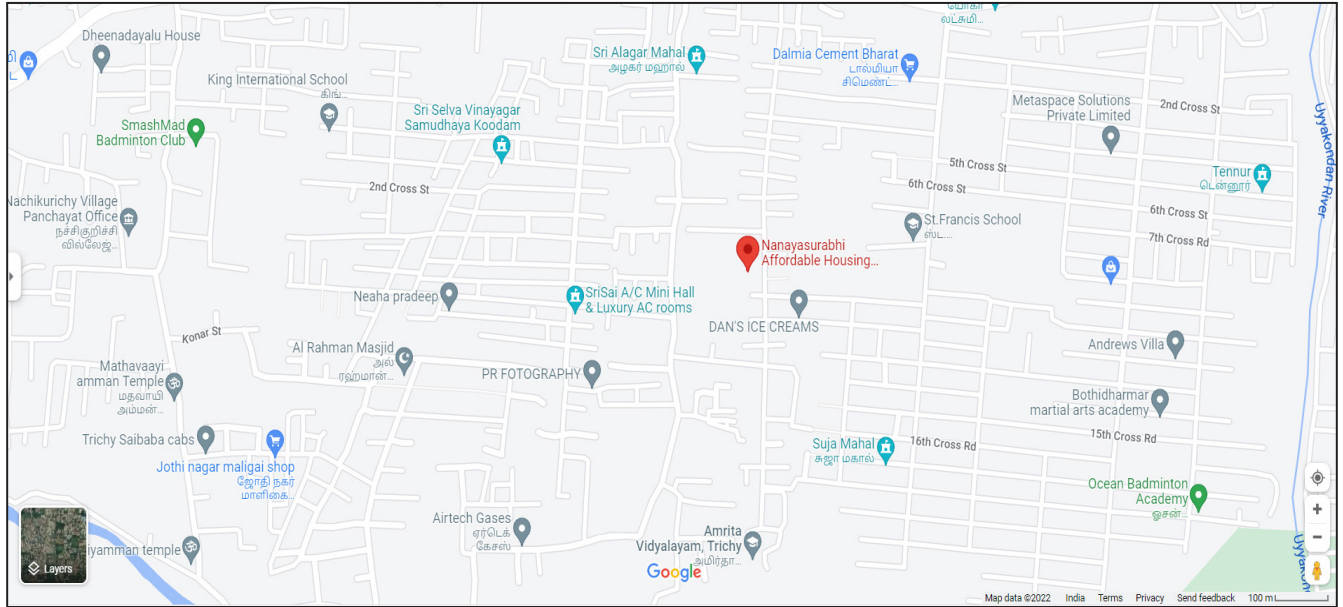 யோகி
லட்சுமி...
Dheenadayalu House
Sri Alagar Mahal
அழகர் மஹால்
Dalmia Cement Bharat
டால்மியா
சிமெண்ட்...
King International School
கிங்...
Metaspace Solutions
Private Limited
2nd Cross St
Sri Selva Vinayagar
Samudhaya Koodam
SmashMad
Badminton Club
Uyyakondan River
5th Cross St
Tennur
டென்னூர்
2nd Cross St
6th Cross St
Nachikurichy Village
Panchayat Office
நச்சிகுறிச்சி
வில்லேஜ்...
6th Cross St
St.Francis School
ஸ்ட....
7th Cross Rd
Nanayasurabhi
Affordable Housing...
Neaha pradeep
SriSai A/C Mini Hall
& Luxury AC rooms
DAN'S ICE CREAMS
Konar St
Al Rahman Masjid
அல்
ரஹ்மான்...
Andrews Villa
Mathavaayi
amman Temple
மதவாயி
அம்மன்...
PR FOTOGRAPHY
Bothidharmar
martial arts academy
Trichy Saibaba cabs
Suja Mahal
சுஜா மகால்
16th Cross Rd
15th Cross Rd
Jothi nagar maligai shop
ஜோதி நகர்
மாளிகை...
Ocean Badminton
Academy
ஓசன்...
Airtech Gases
ஏர்டெக்
கேசஸ்
Amrita
Vidyalayam, Trichy
அமிர்தா...
iyamman temple
Layers
Google
Uyyakon
Map data ©2022 India Terms Privacy Send feedback 100 m